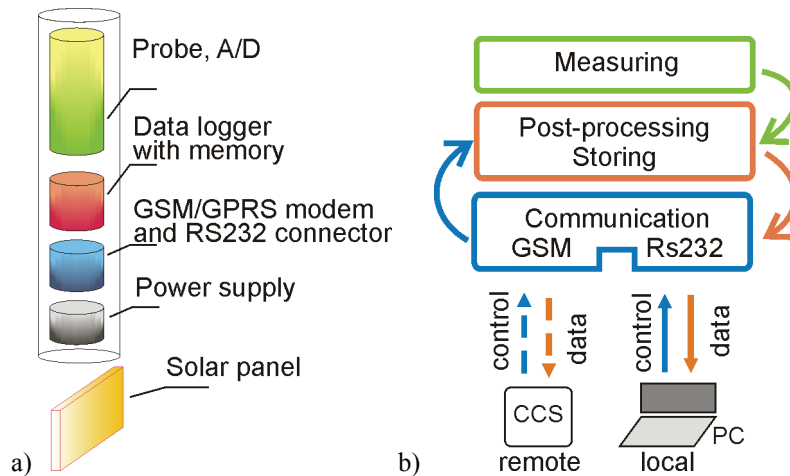 Probe, A/D
Data logger
with memory
GSM/GPRS modem
and RS232 connector
Power supply
Solar panel
a)
Measuring
Post-processing
Storing
Communication
GSM Rs232
control data control data
CCS
PC
remote local
b)